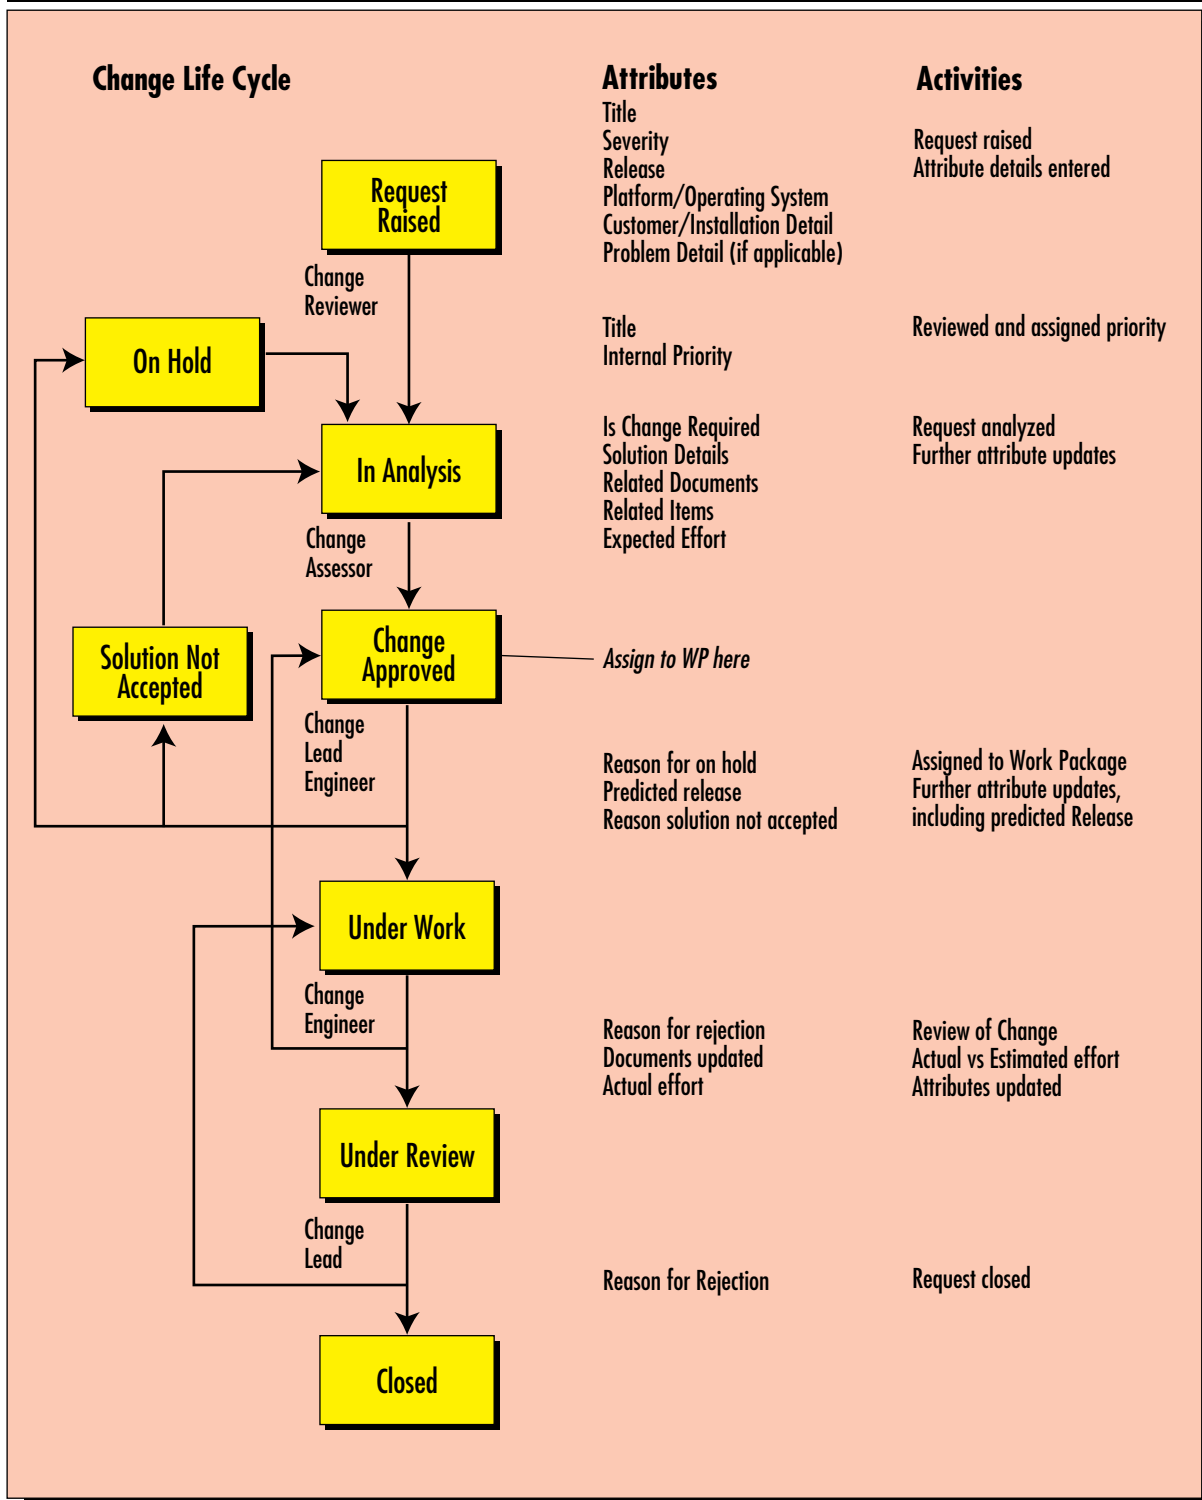 Change Life Cycle
Attributes
Activities
Title
Severity
Release
Platform/Operating System
Customer/Installation Detail
Problem Detail (if applicable)
Request raised
Attribute details entered
Request
Raised
Change
Reviewer
Title
Internal Priority
Reviewed and assigned priority
On Hold
Is Change Required
Solution Details
Related Documents
Related Items
Expected Effort
Request analyzed
Further attribute updates
In Analysis
Change
Assessor
Solution Not
Accepted
Change
Approved
Assign to WP here
Change
Lead
Engineer
Reason for on hold
Predicted release
Reason solution not accepted
Assigned to Work Package
Further attribute updates,
including predicted Release
Under Work
Change
Engineer
Reason for rejection
Documents updated
Actual effort
Review of Change
Actual vs Estimated effort
Attributes updated
Under Review
Change
Lead
Reason for Rejection
Request closed
Closed